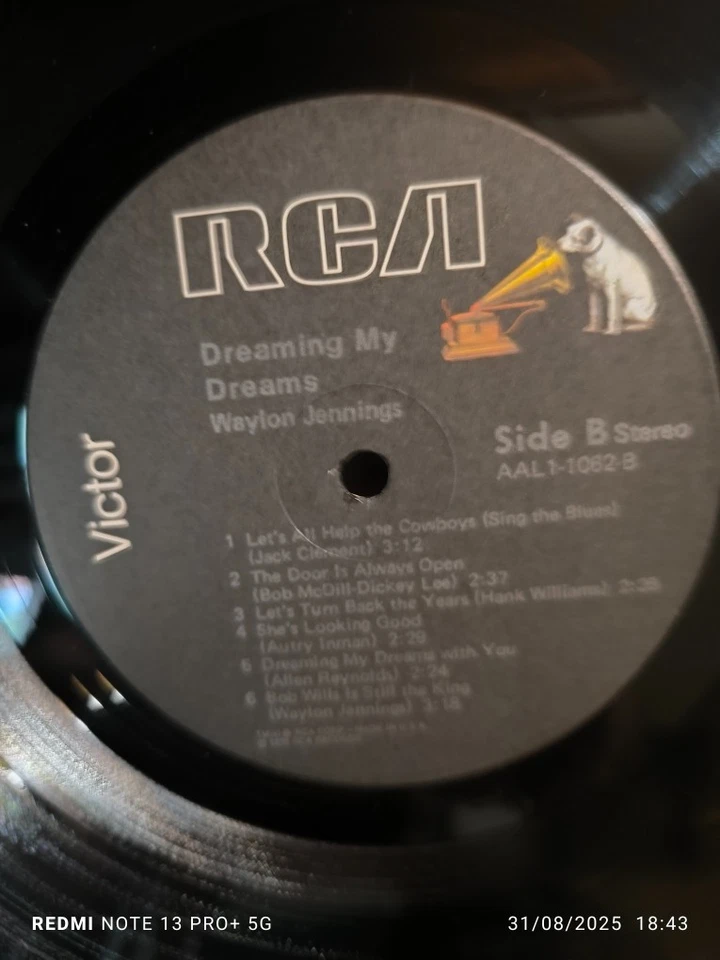 RCA
Dreaming My
Dreams
Waylon Jennings
Victor
Side B Stereo
AAL1-1062-B
1 Let's All Help the Cowboys (Sing the Blues)
(Jack Clement) 3:12
2 The Door Is Always Open
(Bob McDill-Dickey Lee) 2:37
3 Let's Turn Back the Years (Hank Williams)
4 She's Looking Good
(Autry Inman) 2:29
5 Dreaming My Dreams with You
(Allen Reynolds) 2:24
6 Bob Wills Is Still the King
(Waylon Jennings) 3:18
REDMI NOTE 13 PRO+ 5G
31/08/2025 18:43